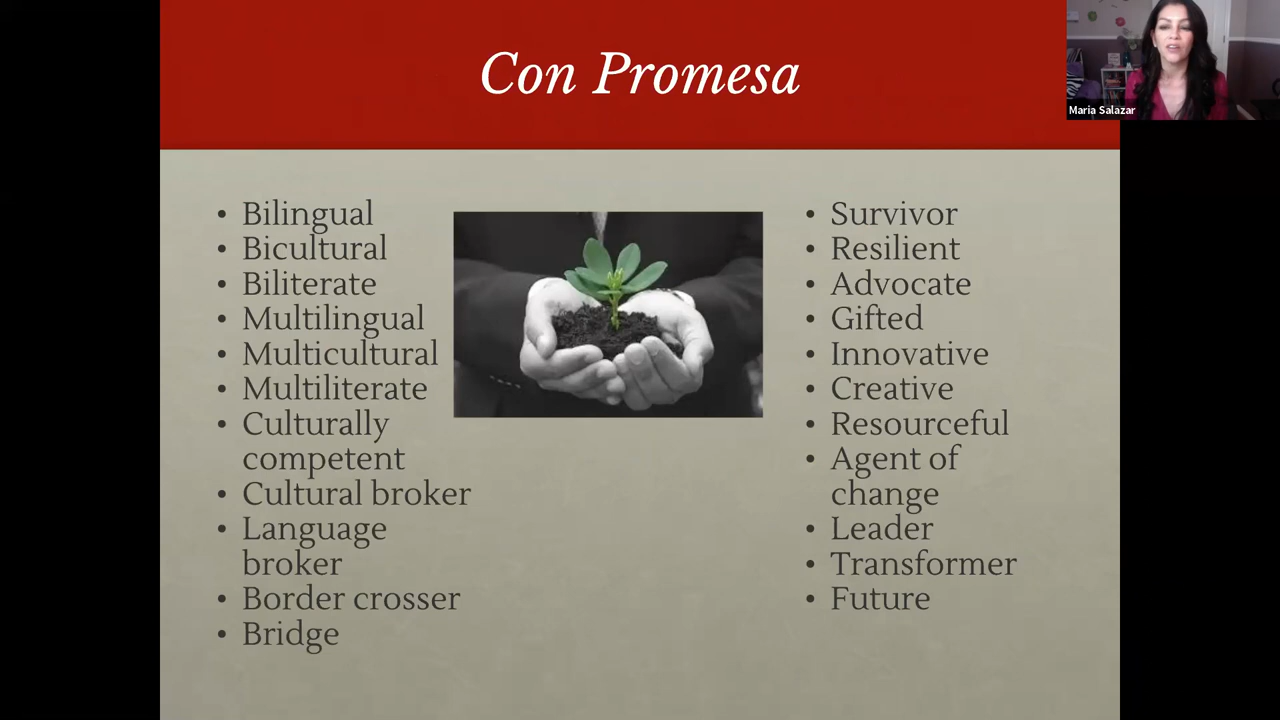 Con Promesa
Maria Salazar
• Bilingual
• Bicultural
• Biliterate
• Multilingual
• Multicultural
• Multiliterate
• Culturally
competent
• Cultural broker
• Language
broker
• Border crosser
• Bridge
• Survivor
• Resilient
• Advocate
• Gifted
• Innovative
• Creative
• Resourceful
• Agent of
change
• Leader
• Transformer
• Future